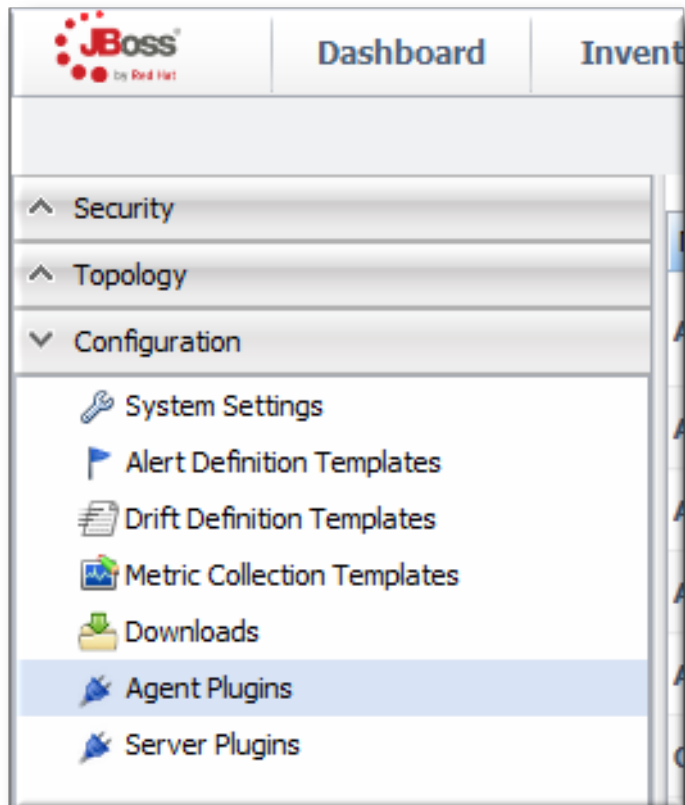 JBoss
by Red Hat
Dashboard
Invent
Security
Topology
Configuration
System Settings
Alert Definition Templates
Drift Definition Templates
Metric Collection Templates
Downloads
Agent Plugins
Server Plugins